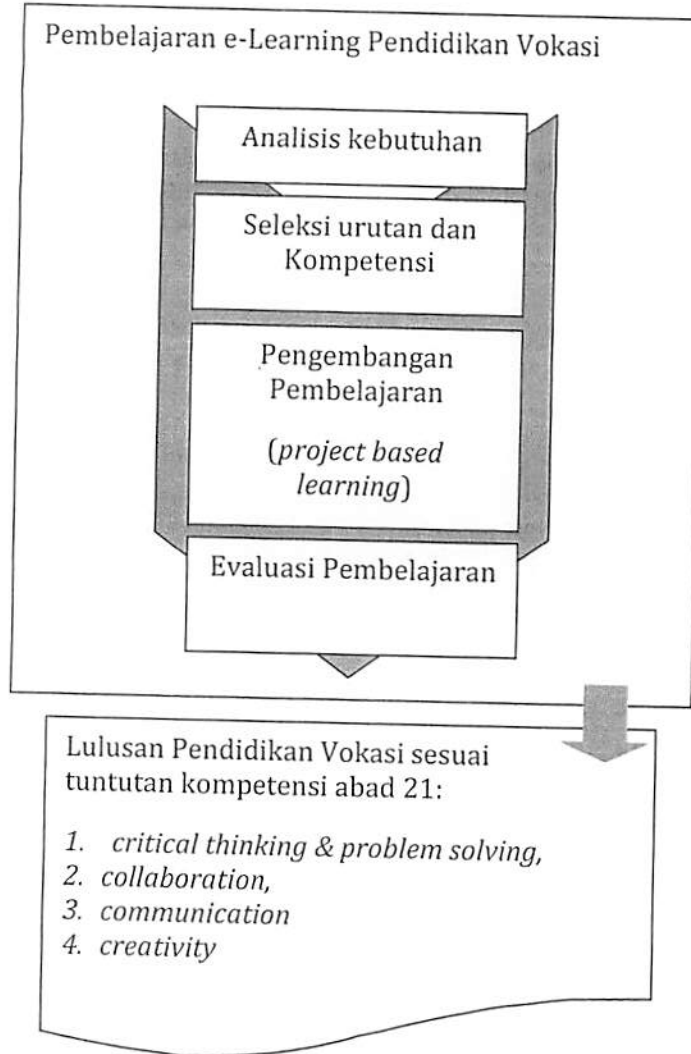 Pembelajaran e-Learning Pendidikan Vokasi
Analisis kebutuhan
Seleksi urutan dan
Kompetensi
Pengembangan
Pembelajaran
(project based
learning)
Evaluasi Pembelajaran
Lulusan Pendidikan Vokasi sesuai
tuntutan kompetensi abad 21:
1. critical thinking & problem solving,
2. collaboration,
3. communication
4. creativity